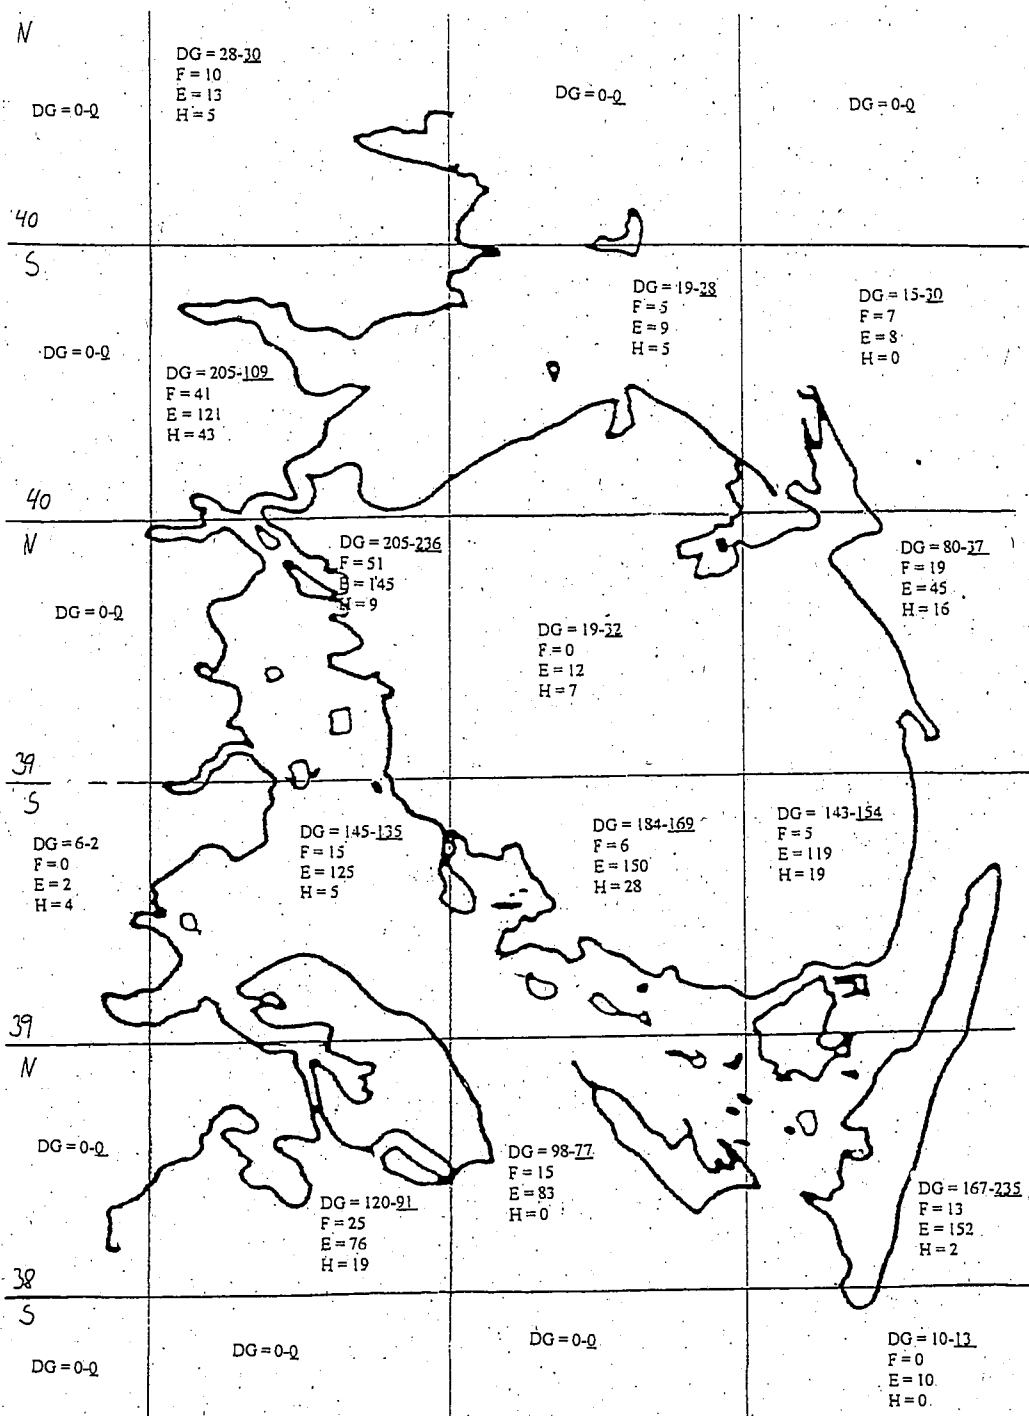 N
DG = 28-30
F = 10
E = 13
H = 5
DG = 0-0
DG = 0-0
DG = 0-0
40
S
DG = 19-28
F = 5
E = 9
H = 5
DG = 15-30
F = 7
E = 8
H = 0
DG = 0-0
DG = 205-109
F = 41
E = 121
H = 43
40
N
DG = 205-236
F = 51
E = 145
H = 9
DG = 80-37
F = 19
E = 45
H = 16
DG = 0-0
DG = 19-32
F = 0
E = 12
H = 7
39
S
DG = 6-2
F = 0
E = 2
H = 4
DG = 145-135
F = 15
E = 125
H = 5
DG = 184-169
F = 6
E = 150
H = 28
DG = 143-154
F = 5
E = 119
H = 19
39
N
DG = 0-0
DG = 98-77
F = 15
E = 83
H = 0
DG = 120-91
F = 25
E = 76
H = 19
DG = 167-235
F = 13
E = 152
H = 2
38
S
DG = 0-0
DG = 0-0
DG = 0-0
DG = 10-13
F = 0
E = 10
H = 0